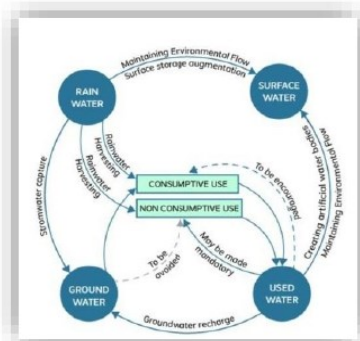 Maintaining Environmental Flow
Surface storage augmentation
RAIN
WATER
SURFACE
WATER
Rainwater
Harvesting
Rainwater
Harvesting
CONSUMPTIVE USE
NON CONSUMPTIVE USE
To be encouraged
Creating artificial water bodies
Maintaining Environmental Flow
Stromwater capture
To be
avoided
May be made
mandatory
GROUND
WATER
USED
WATER
Groundwater recharge